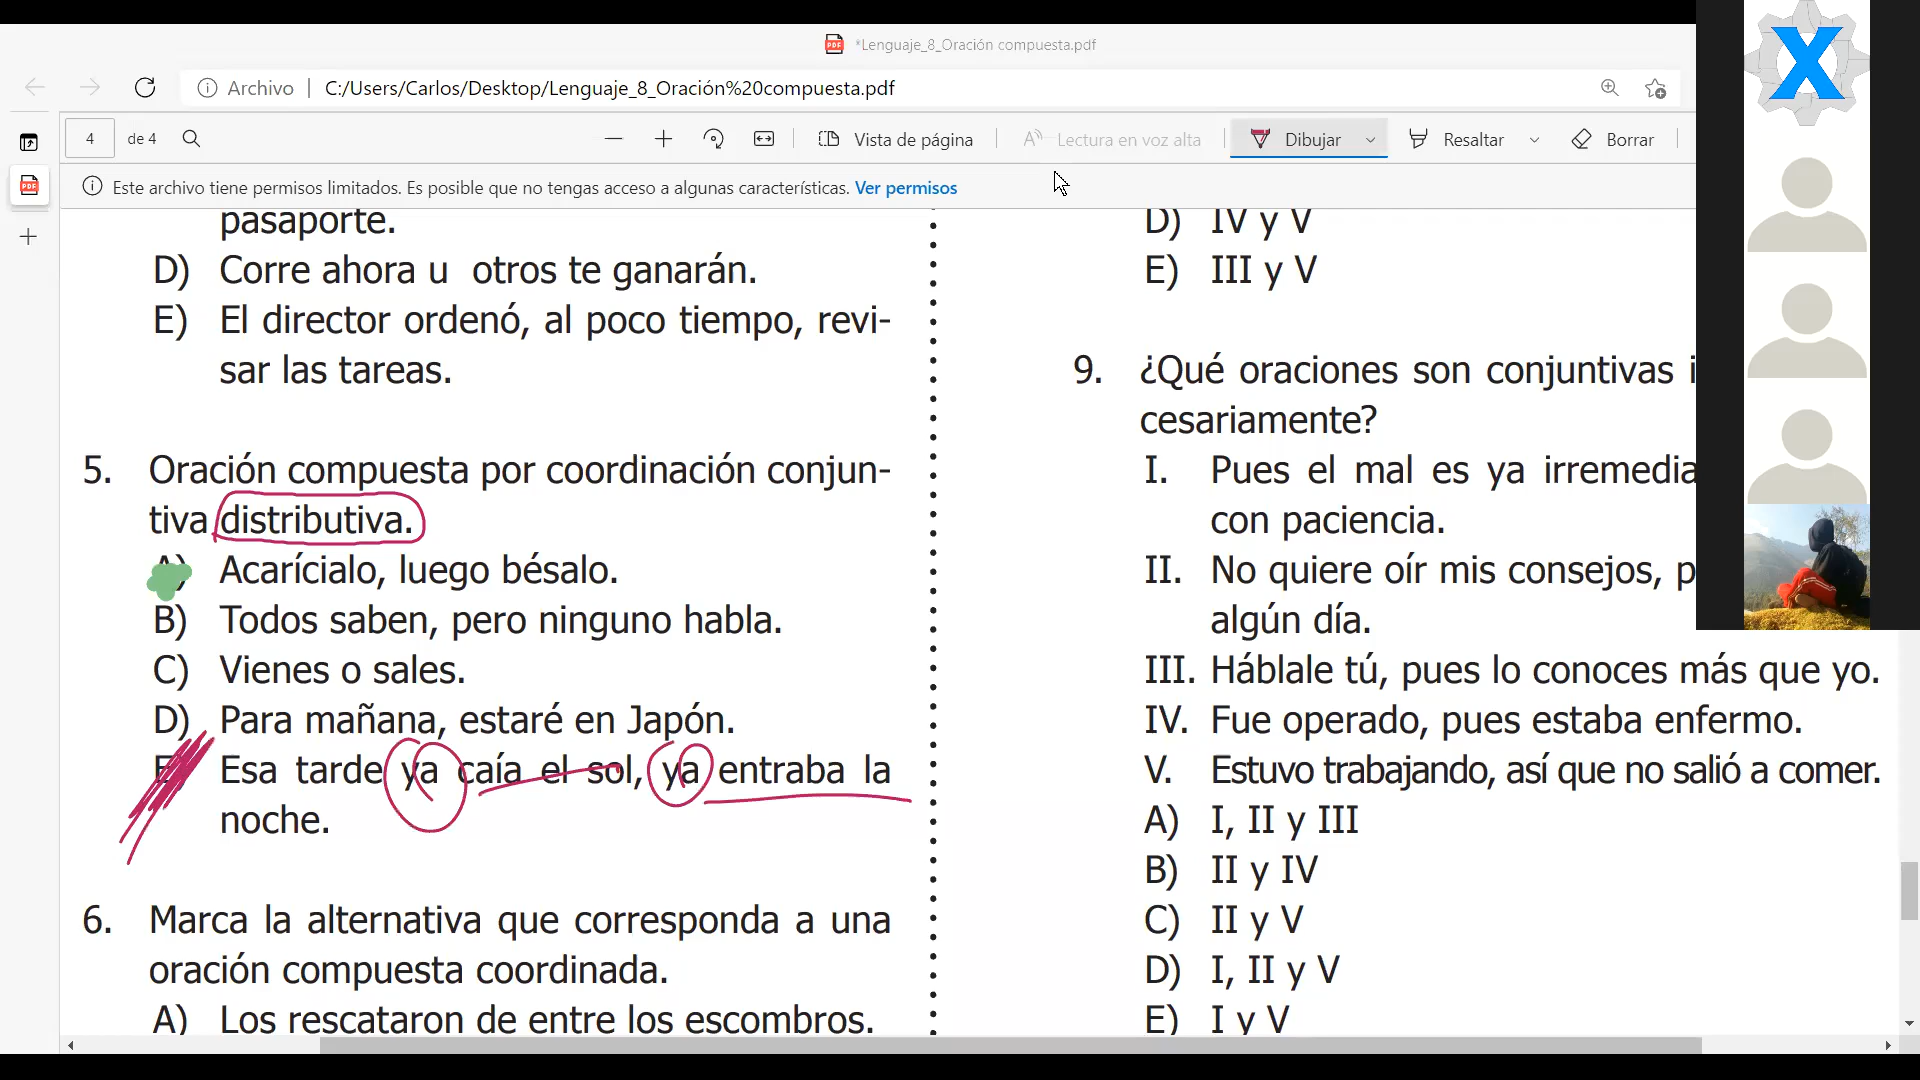 *Lenguaje_8_Oración compuesta.pdf
Archivo | C:/Users/Carlos/Desktop/Lenguaje_8_Oración%20compuesta.pdf
4 de 4 Vista de página Lectura en voz alta Dibujar Resaltar Borrar
Este archivo tiene permisos limitados. Es posible que no tengas acceso a algunas características. Ver permisos
pasaporte.
D) Corre ahora u otros te ganarán.
E) El director ordenó, al poco tiempo, revi-
sar las tareas.
5. Oración compuesta por coordinación conjun-
tiva distributiva.
A) Acarícialo, luego bésalo.
B) Todos saben, pero ninguno habla.
C) Vienes o sales.
D) Para mañana, estaré en Japón.
E) Esa tarde ya caía el sol, ya entraba la
noche.
6. Marca la alternativa que corresponda a una
oración compuesta coordinada.
A) Los rescataron de entre los escombros.
D) IV y V
E) III y V
9. ¿Qué oraciones son conjuntivas i
cesariamente?
I. Pues el mal es ya irremedia
con paciencia.
II. No quiere oír mis consejos, p
algún día.
III. Háblale tú, pues lo conoces más que yo.
IV. Fue operado, pues estaba enfermo.
V. Estuvo trabajando, así que no salió a comer.
A) I, II y III
B) II y IV
C) II y V
D) I, II y V
E) I y V
X